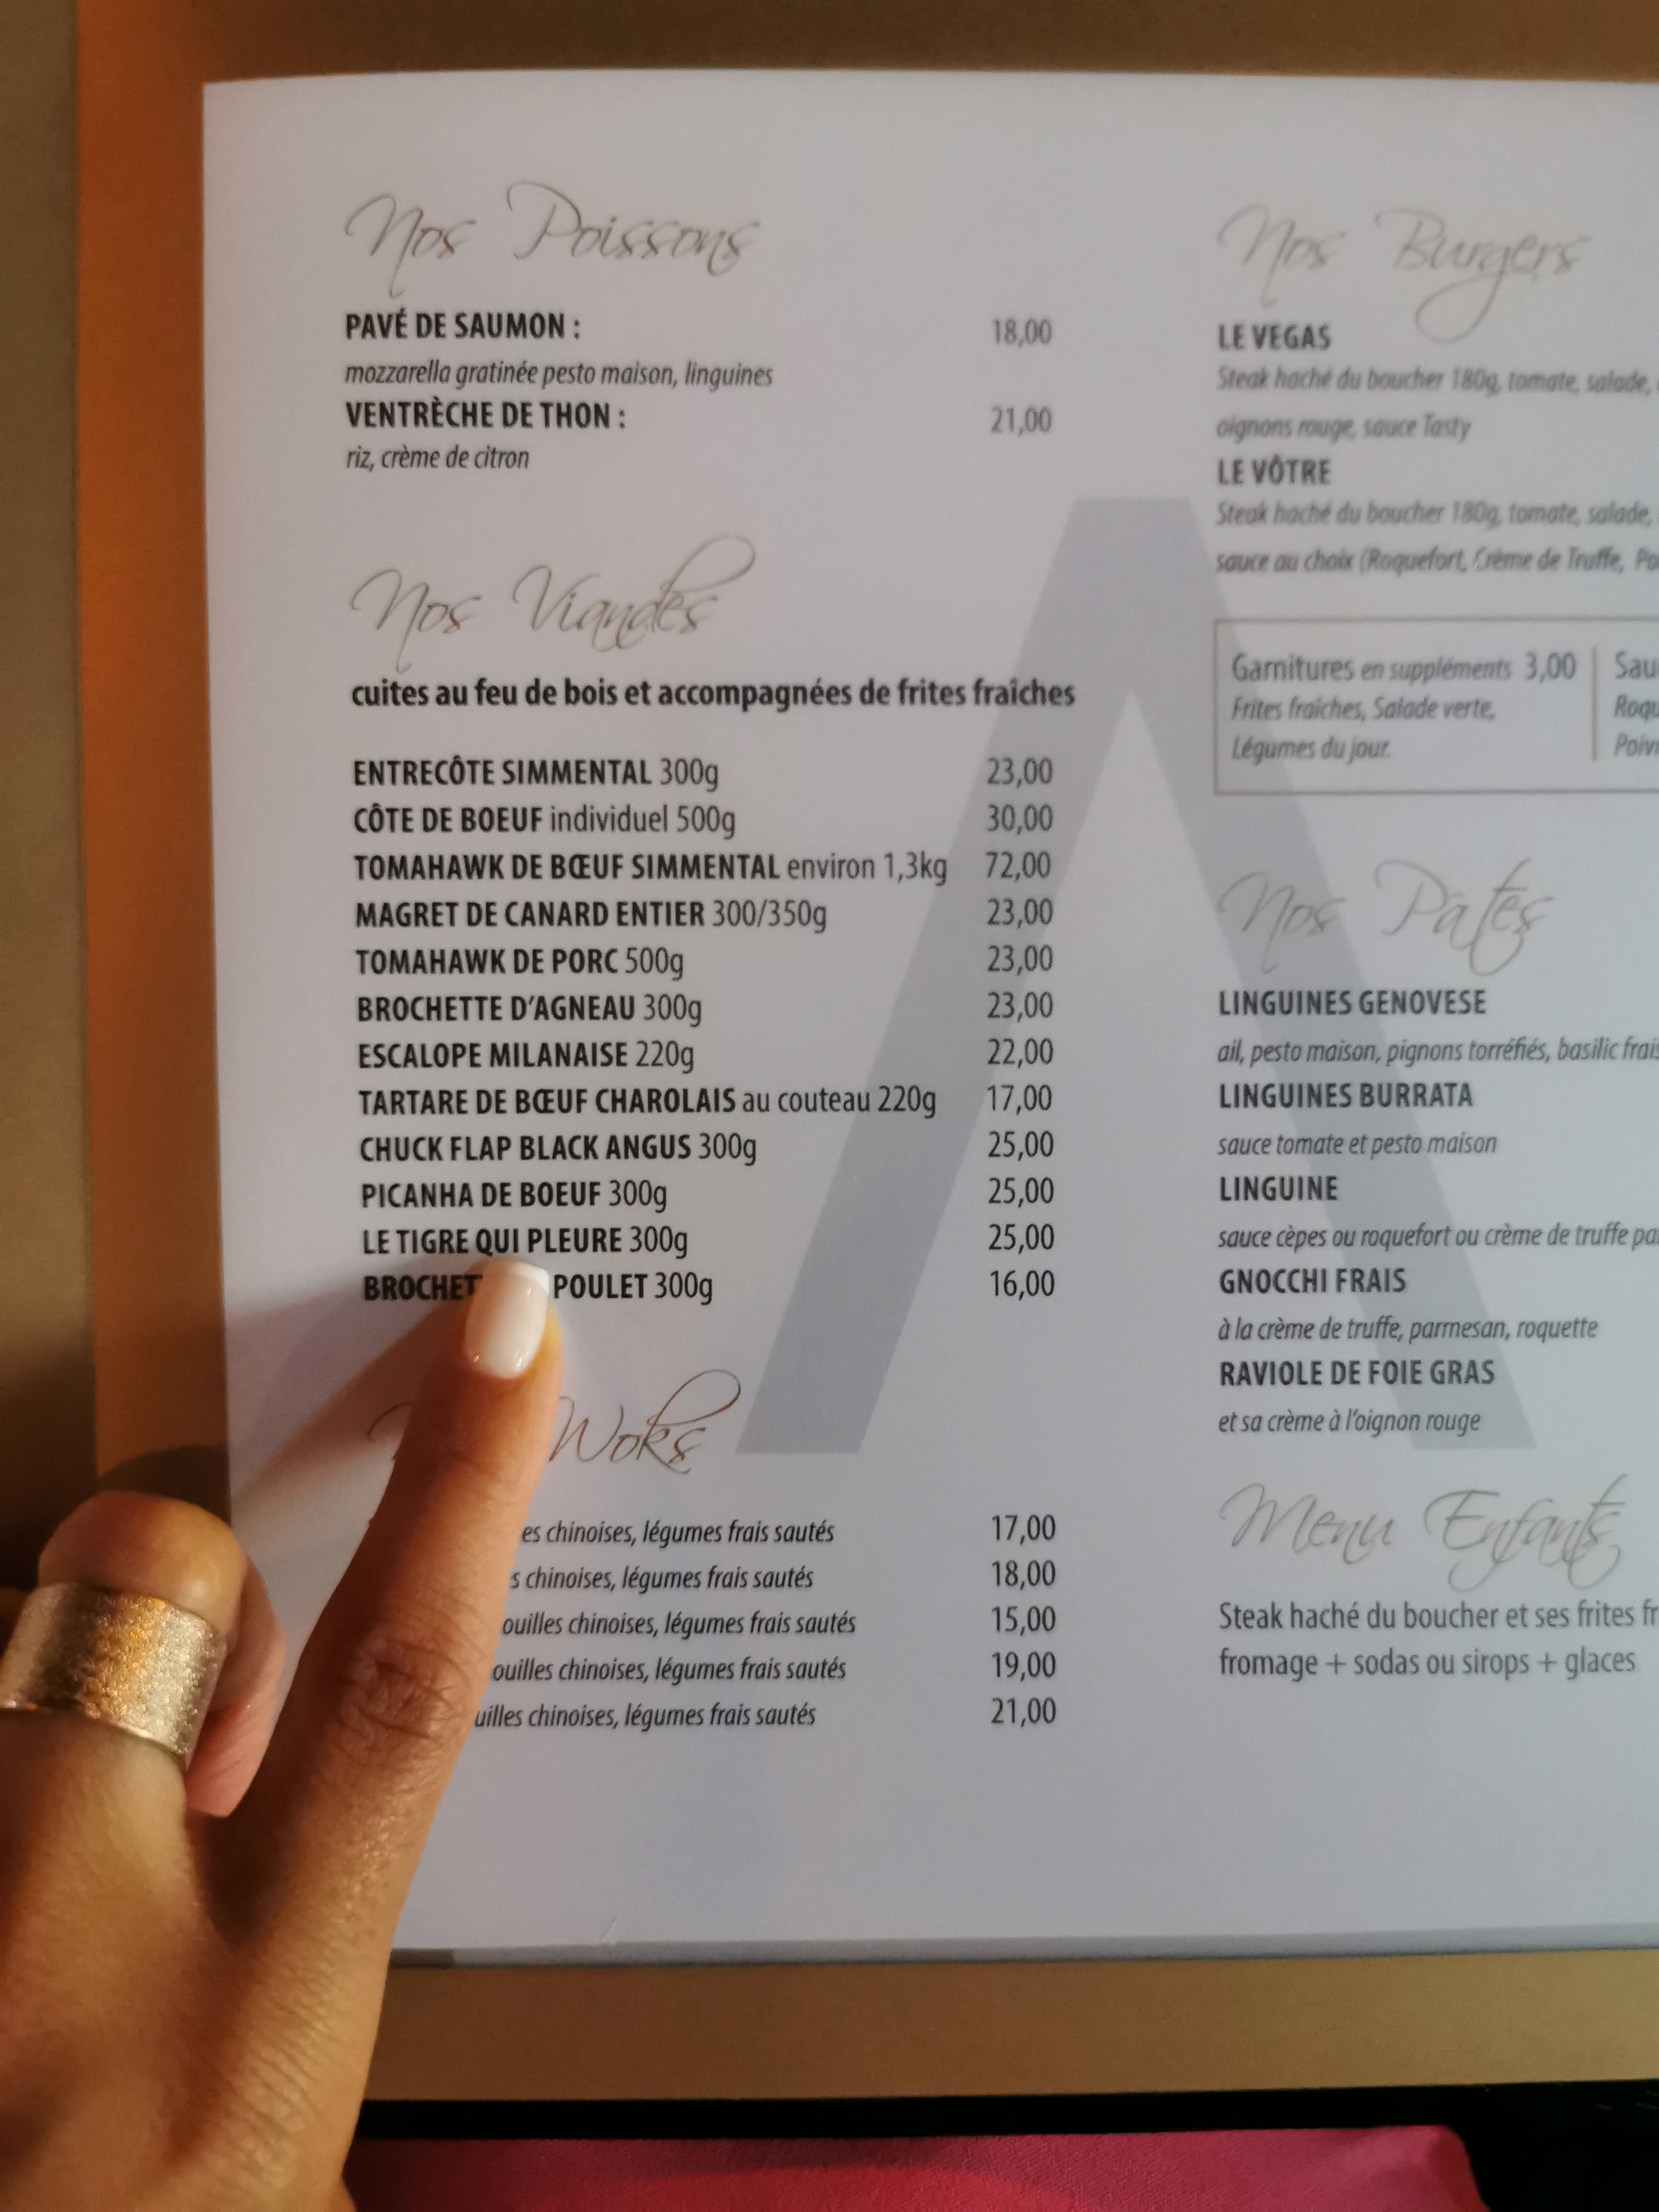 Nos Poissons
PAVÉ DE SAUMON : 18,00
mozzarella gratinée pesto maison, linguines
VENTRÈCHE DE THON : 21,00
riz, crème de citron
Nos Viandes
cuites au feu de bois et accompagnées de frites fraîches
ENTRECÔTE SIMMENTAL 300g 23,00
CÔTE DE BOEUF individuel 500g 30,00
TOMAHAWK DE BŒUF SIMMENTAL environ 1,3kg 72,00
MAGRET DE CANARD ENTIER 300/350g 23,00
TOMAHAWK DE PORC 500g 23,00
BROCHETTE D'AGNEAU 300g 23,00
ESCALOPE MILANAISE 220g 22,00
TARTARE DE BŒUF CHAROLAIS au couteau 220g 17,00
CHUCK FLAP BLACK ANGUS 300g 25,00
PICANHA DE BOEUF 300g 25,00
LE TIGRE QUI PLEURE 300g 25,00
POULET 300g 16,00
Woks
chinoises, légumes frais sautés 17,00
chinoises, légumes frais sautés 18,00
chinoises, légumes frais sautés 15,00
chinoises, légumes frais sautés 19,00
chinoises, légumes frais sautés 21,00
Nos Burgers
LE VEGAS
Steak haché du boucher 180g, tomate, salade,
oignons rouge, sauce Tasty
LE VÔTRE
Steak haché du boucher 180g, tomate, salade,
sauce au choix (Roquefort, Crème de Truffe,
Garnitures en suppléments 3,00
Frites fraîches, Salade verte,
Légumes du jour.
Nos Pâtes
LINGUINES GENOVESE
ail, pesto maison, pignons torréfiés, basilic frais
LINGUINES BURRATA
sauce tomate et pesto maison
LINGUINE
sauce cèpes ou roquefort ou crème de truffe
GNOCCHI FRAIS
à la crème de truffe, parmesan, roquette
RAVIOLE DE FOIE GRAS
et sa crème à l'oignon rouge
Menu Enfants
Steak haché du boucher et ses frites
fromage + sodas ou sirops + glaces